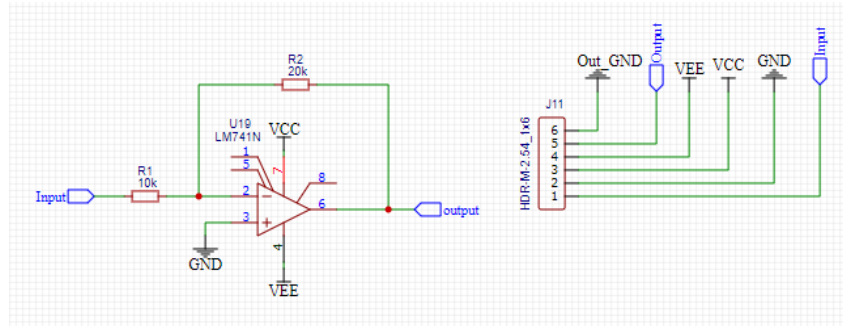 R2
20k
U19
LM741N
VCC
1
5
7
8
R1
10k
Input
2
3
6
output
4
GND
VEE
Out_GND
Output
VEE
VCC
GND
Input
J11
HDR-M-2.54_1x6
6
5
4
3
2
1